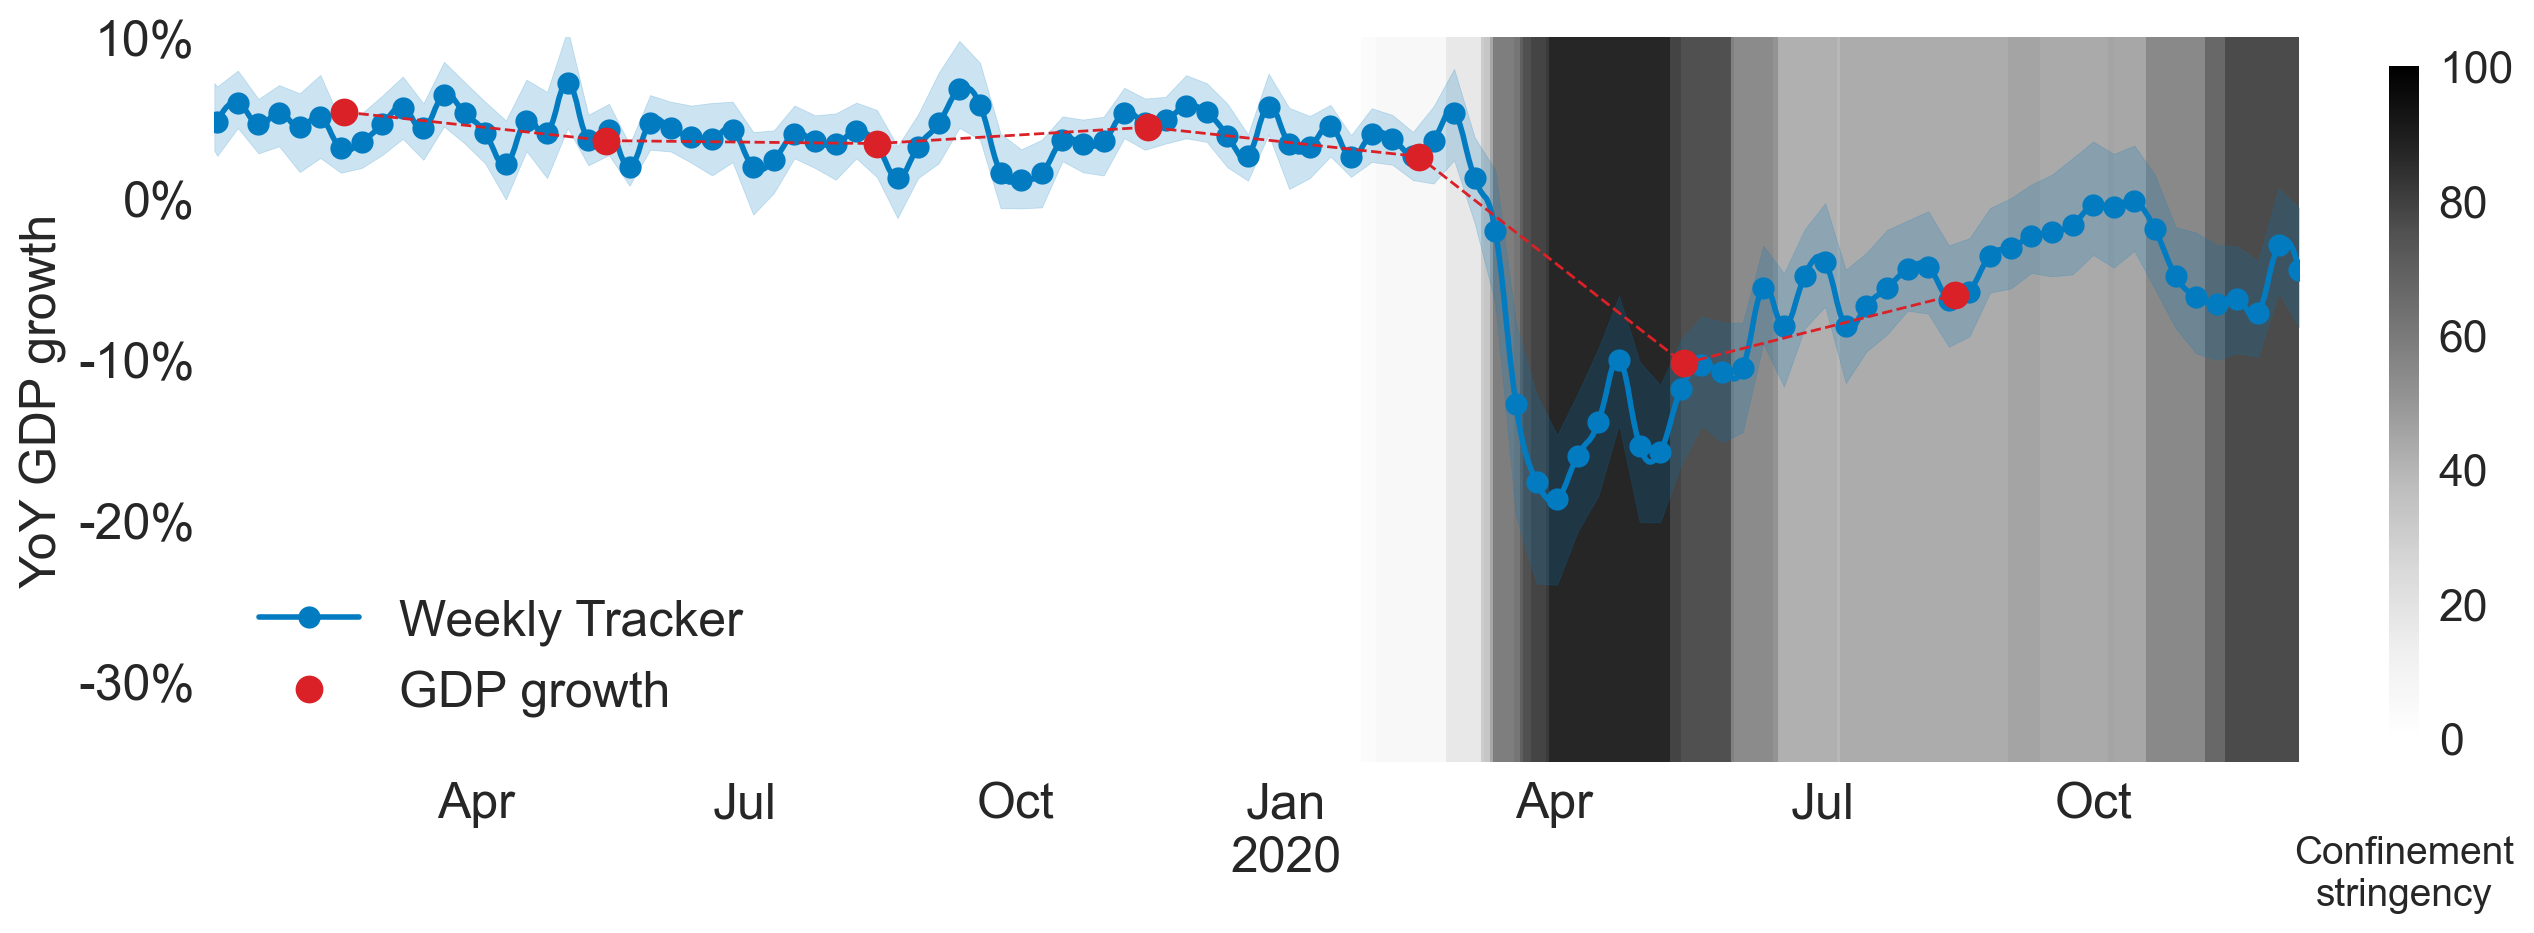 10%
0%
-10%
-20%
-30%
YoY GDP growth
Weekly Tracker
GDP growth
Apr
Jul
Oct
Jan
2020
Apr
Jul
Oct
100
80
60
40
20
0
Confinement
stringency